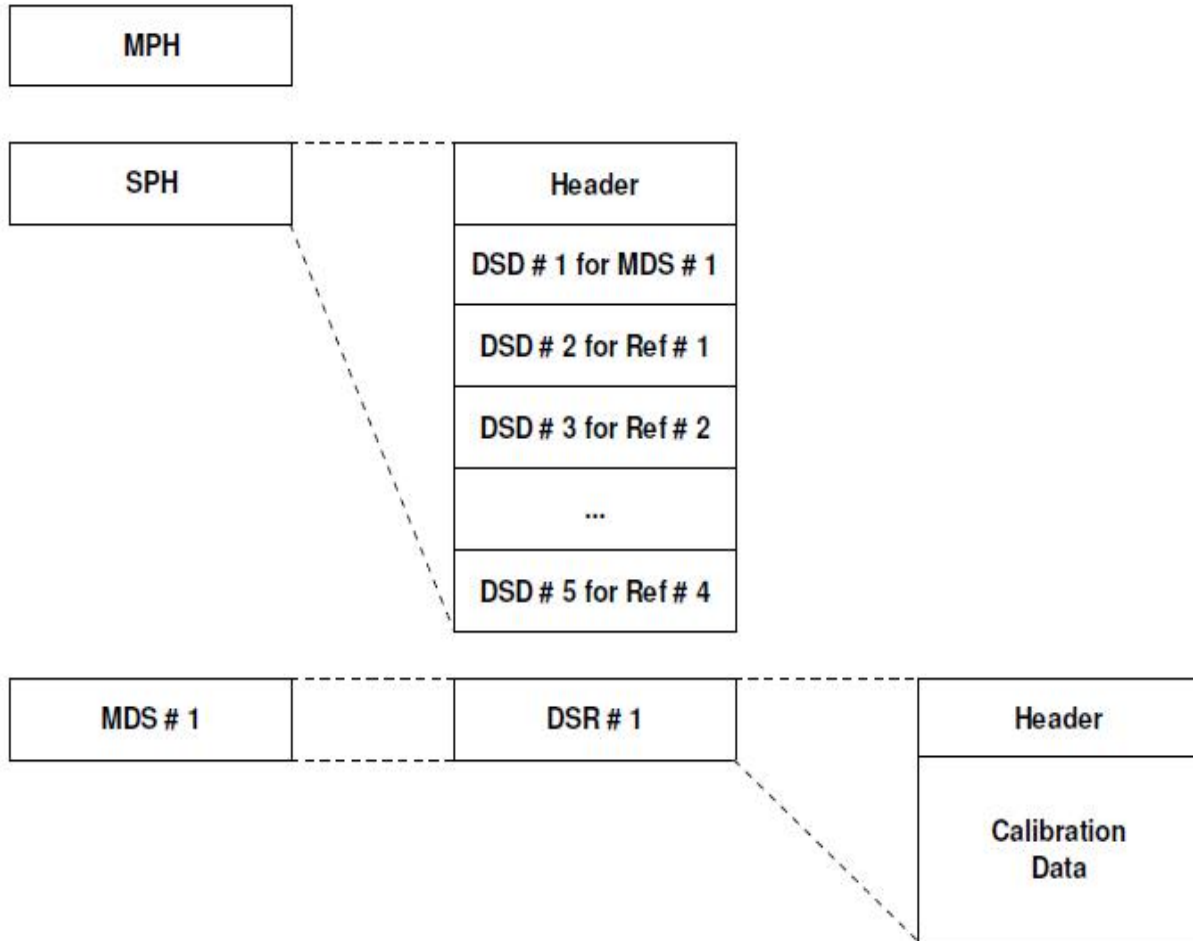 MPH
SPH
Header
DSD # 1 for MDS # 1
DSD # 2 for Ref # 1
DSD # 3 for Ref # 2
...
DSD # 5 for Ref # 4
MDS # 1
DSR # 1
Header
Calibration
Data